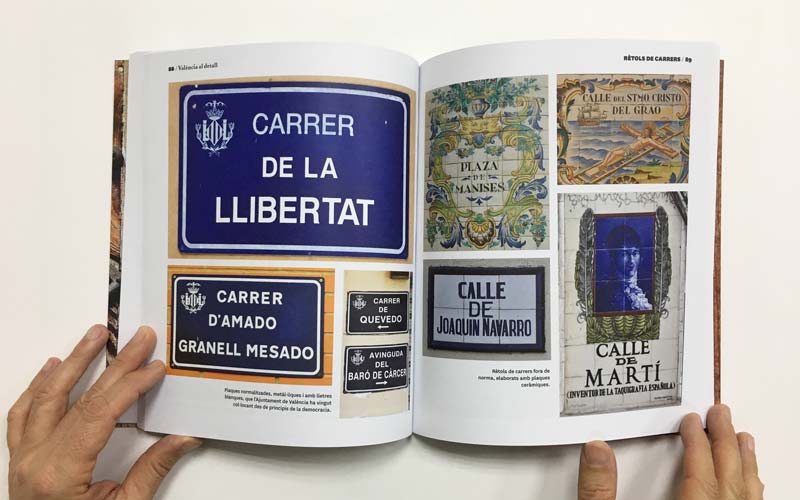 88 / València al detall
CARRER
DE LA
LLIBERTAT
CARRER
D'AMADO
GRANELL MESADO
CARRER
DE
QUEVEDO
AVINGUDA
DEL
BARÓ DE CÀRCER
Plaques normalitzades, metàl·liques i amb lletres
blanques, que l'Ajuntament de València ha vingut
col·locant des de principis de la democràcia.
RÈTOLS DE CARRERS / 89
PLAZA
DE
MANISES
CALLE DEL STMO. CRISTO
DEL GRAO
CALLE
DE
JOAQUIN NAVARRO
Rètols de carrers fora de
norma, elaborats amb plaques
ceràmiques.
CALLE
DE
MARTÍ
(INVENTOR DE LA TAQUIGRAFIA ESPAÑOLA)